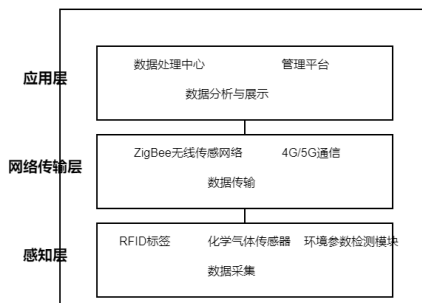 应用层
数据处理中心 管理平台
数据分析与展示
网络传输层
ZigBee无线传感网络 4G/5G通信
数据传输
感知层
RFID标签 化学气体传感器 环境参数检测模块
数据采集